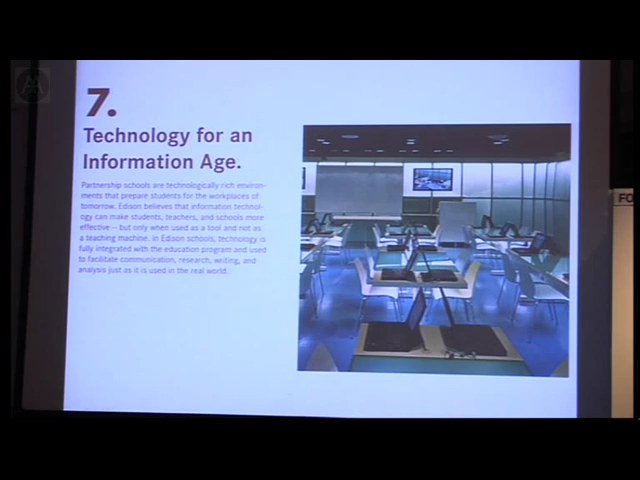 7.
Technology for an
Information Age.
Partnership schools are technologically rich environ-
ments that prepare students for the workplaces of
tomorrow. Edison believes that information technol-
ogy can make students, teachers, and schools more
effective – but only when used as a tool and not as
a teaching machine. In Edison schools, technology is
fully integrated with the education program and used
to facilitate communication, research, writing, and
analysis just as it is used in the real world.
FO